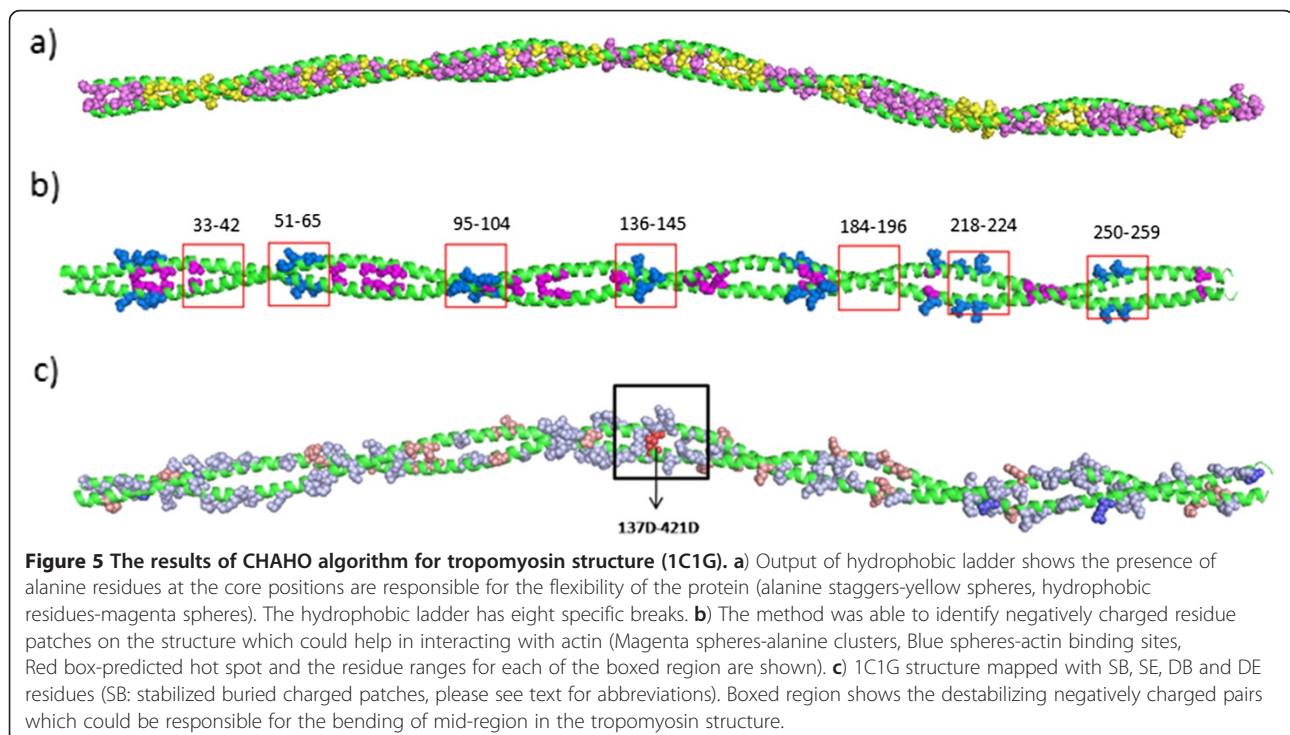 a)
b)
33-42
51-65
95-104
136-145
184-196
218-224
250-259
c)
137D-421D
Figure 5 The results of CHAHO algorithm for tropomyosin structure (1C1G). a) Output of hydrophobic ladder shows the presence of
alanine residues at the core positions are responsible for the flexibility of the protein (alanine staggers-yellow spheres, hydrophobic
residues-magenta spheres). The hydrophobic ladder has eight specific breaks. b) The method was able to identify negatively charged residue
patches on the structure which could help in interacting with actin (Magenta spheres-alanine clusters, Blue spheres-actin binding sites,
Red box-predicted hot spot and the residue ranges for each of the boxed region are shown). c) 1C1G structure mapped with SB, SE, DB and DE
residues (SB: stabilized buried charged patches, please see text for abbreviations). Boxed region shows the destabilizing negatively charged pairs
which could be responsible for the bending of mid-region in the tropomyosin structure.